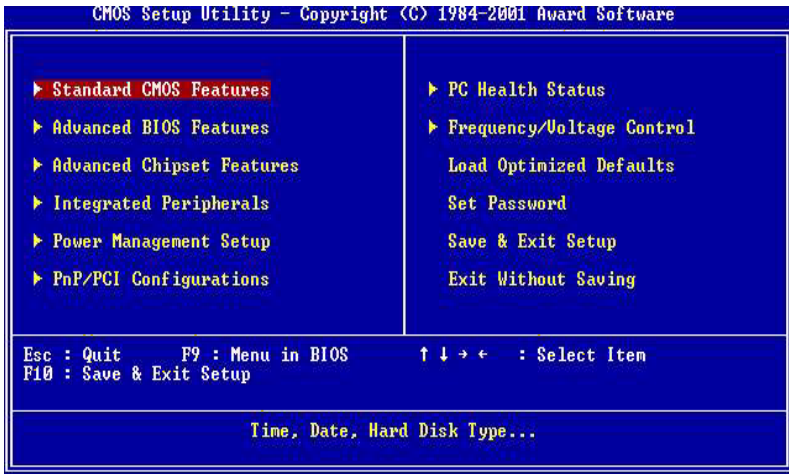 CMOS Setup Utility - Copyright (C) 1984-2001 Award Software
▶ Standard CMOS Features
▶ Advanced BIOS Features
▶ Advanced Chipset Features
▶ Integrated Peripherals
▶ Power Management Setup
▶ PnP/PCI Configurations
▶ PC Health Status
▶ Frequency/Voltage Control
Load Optimized Defaults
Set Password
Save & Exit Setup
Exit Without Saving
Esc : Quit F9 : Menu in BIOS ↑ ↓ → ← : Select Item
F10 : Save & Exit Setup
Time, Date, Hard Disk Type...